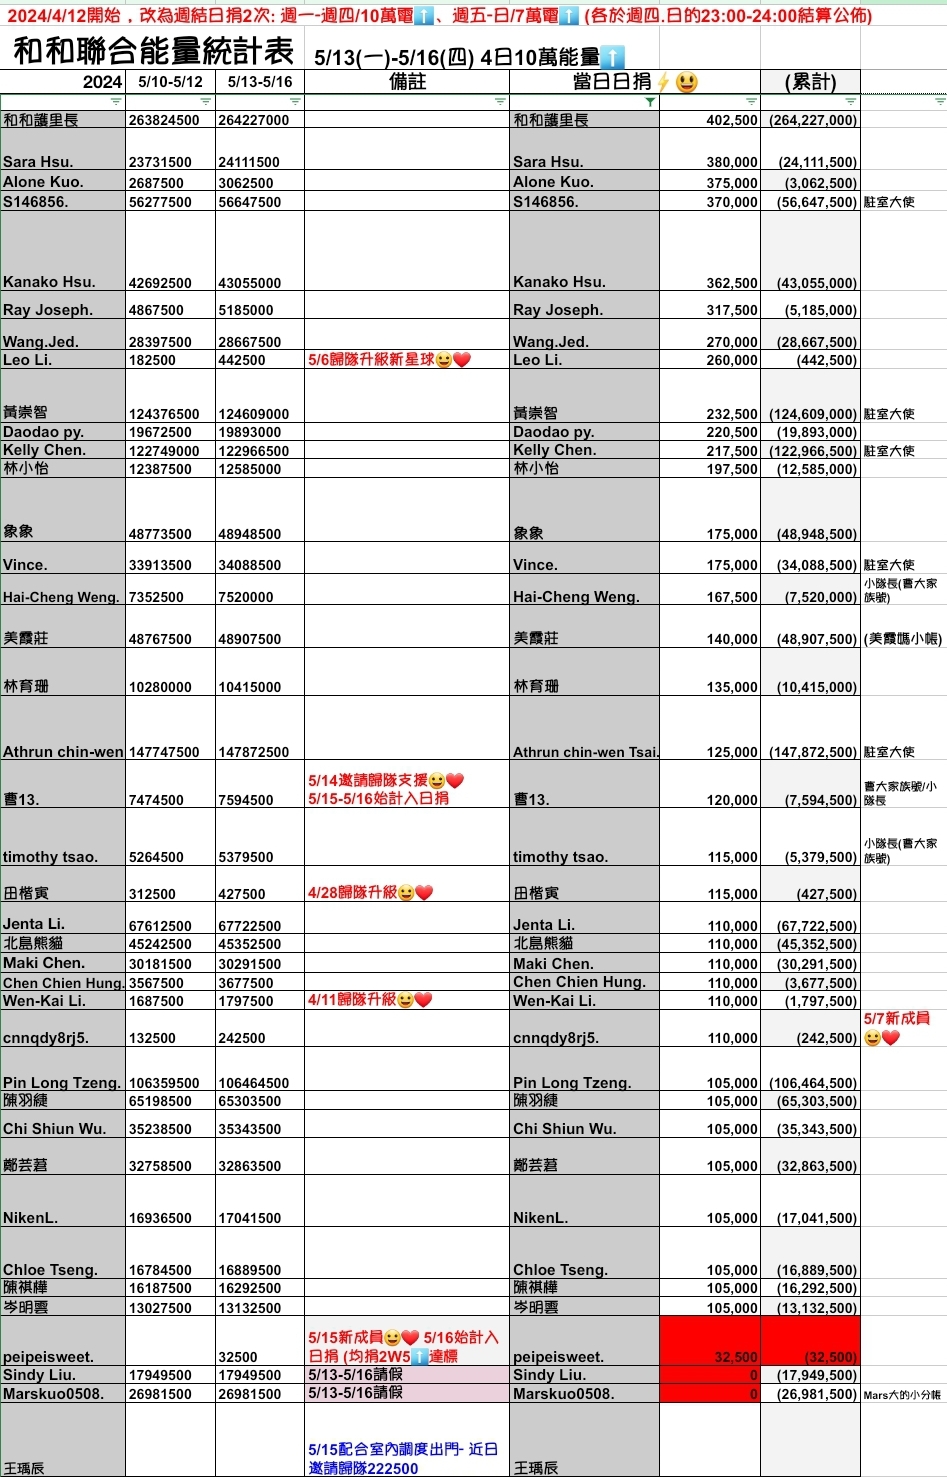 2024/4/12開始，改為週結日捐2次: 週一-週四/10萬電⬆️、週五-日/7萬電⬆️ (各於週四.日的23:00-24:00結算公佈)
和和聯合能量統計表 5/13(一)-5/16(四) 4日10萬能量⬆️
2024 5/10-5/12 5/13-5/16 備註 當日日捐⚡😃 (累計)
和和護里長 263824500 264227000 和和護里長 402,500 (264,227,000)
Sara Hsu. 23731500 24111500 Sara Hsu. 380,000 (24,111,500)
Alone Kuo. 2687500 3062500 Alone Kuo. 375,000 (3,062,500)
S146856. 56277500 56647500 S146856. 370,000 (56,647,500) 駐室大使
Kanako Hsu. 42692500 43055000 Kanako Hsu. 362,500 (43,055,000)
Ray Joseph. 4867500 5185000 Ray Joseph. 317,500 (5,185,000)
Wang.Jed. 28397500 28667500 Wang.Jed. 270,000 (28,667,500)
Leo Li. 182500 442500 5/6歸隊升級新星球😀❤️ Leo Li. 260,000 (442,500)
黃崇智 124376500 124609000 黃崇智 232,500 (124,609,000) 駐室大使
Daodao py. 19672500 19893000 Daodao py. 220,500 (19,893,000)
Kelly Chen. 122749000 122966500 Kelly Chen. 217,500 (122,966,500) 駐室大使
林小怡 12387500 12585000 林小怡 197,500 (12,585,000)
象象 48773500 48948500 象象 175,000 (48,948,500)
Vince. 33913500 34088500 Vince. 175,000 (34,088,500) 駐室大使
Hai-Cheng Weng. 7352500 7520000 Hai-Cheng Weng. 167,500 (7,520,000) 小隊長(曹大家
族號)
美霞莊 48767500 48907500 美霞莊 140,000 (48,907,500) (美霞媽小帳)
林育珊 10280000 10415000 林育珊 135,000 (10,415,000)
Athrun chin-wen 147747500 147872500 Athrun chin-wen Tsai. 125,000 (147,872,500) 駐室大使
5/14邀請歸隊支援😀❤️
曹13. 7474500 7594500 5/15-5/16始計入日捐 曹13. 120,000 (7,594,500) 曹大家族號/小
隊長
timothy tsao. 5264500 5379500 timothy tsao. 115,000 (5,379,500) 小隊長(曹大家
族號)
田楷寅 312500 427500 4/28歸隊升級😀❤️ 田楷寅 115,000 (427,500)
Jenta Li. 67612500 67722500 Jenta Li. 110,000 (67,722,500)
北島熊貓 45242500 45352500 北島熊貓 110,000 (45,352,500)
Maki Chen. 30181500 30291500 Maki Chen. 110,000 (30,291,500)
Chen Chien Hung. 3567500 3677500 Chen Chien Hung. 110,000 (3,677,500)
Wen-Kai Li. 1687500 1797500 4/11歸隊升級😀❤️ Wen-Kai Li. 110,000 (1,797,500)
5/7新成員
cnnqdy8rj5. 132500 242500 cnnqdy8rj5. 110,000 (242,500) 😀❤️
Pin Long Tzeng. 106359500 106464500 Pin Long Tzeng. 105,000 (106,464,500)
陳羽緁 65198500 65303500 陳羽緁 105,000 (65,303,500)
Chi Shiun Wu. 35238500 35343500 Chi Shiun Wu. 105,000 (35,343,500)
鄭芸莙 32758500 32863500 鄭芸莙 105,000 (32,863,500)
NikenL. 16936500 17041500 NikenL. 105,000 (17,041,500)
Chloe Tseng. 16784500 16889500 Chloe Tseng. 105,000 (16,889,500)
陳祺樺 16187500 16292500 陳祺樺 105,000 (16,292,500)
岑明雲 13027500 13132500 岑明雲 105,000 (13,132,500)
5/15新成員😀❤️ 5/16始計入
peipeisweet. 32500 日捐 (均捐2W5⬆️達標 peipeisweet. 32,500 (32,500)
Sindy Liu. 17949500 17949500 5/13-5/16請假 Sindy Liu. 0 (17,949,500)
Marskuo0508. 26981500 26981500 5/13-5/16請假 Marskuo0508. 0 (26,981,500) Mars大的小分帳
5/15配合室內調度出門- 近日
王瑀辰 邀請歸隊222500 王瑀辰